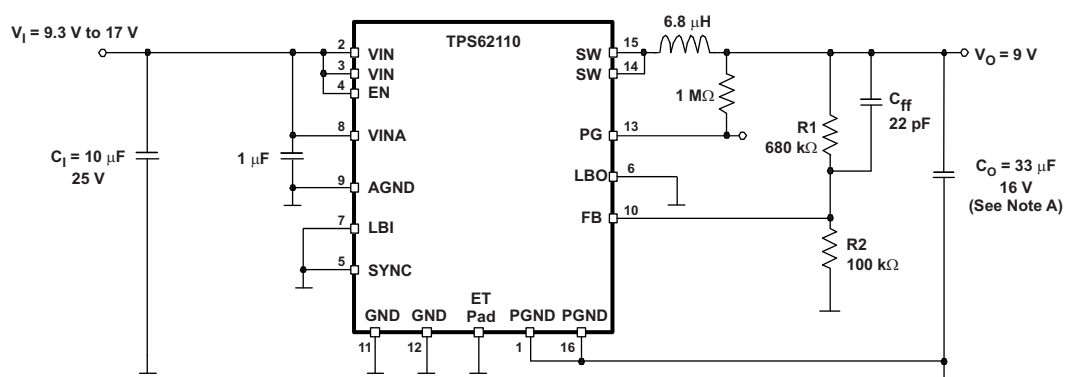 V_I = 9.3 V to 17 V
TPS62110
6.8 μH
2 VIN
3 VIN
4 EN
8 VINA
9 AGND
7 LBI
5 SYNC
SW 15
SW 14
PG 13
LBO 6
FB 10
V_O = 9 V
1 MΩ
C_ff
22 pF
R1
680 kΩ
C_I = 10 μF
25 V
1 μF
C_O = 33 μF
16 V
(See Note A)
R2
100 kΩ
GND
GND
ET
Pad
PGND
PGND
11
12
1
16